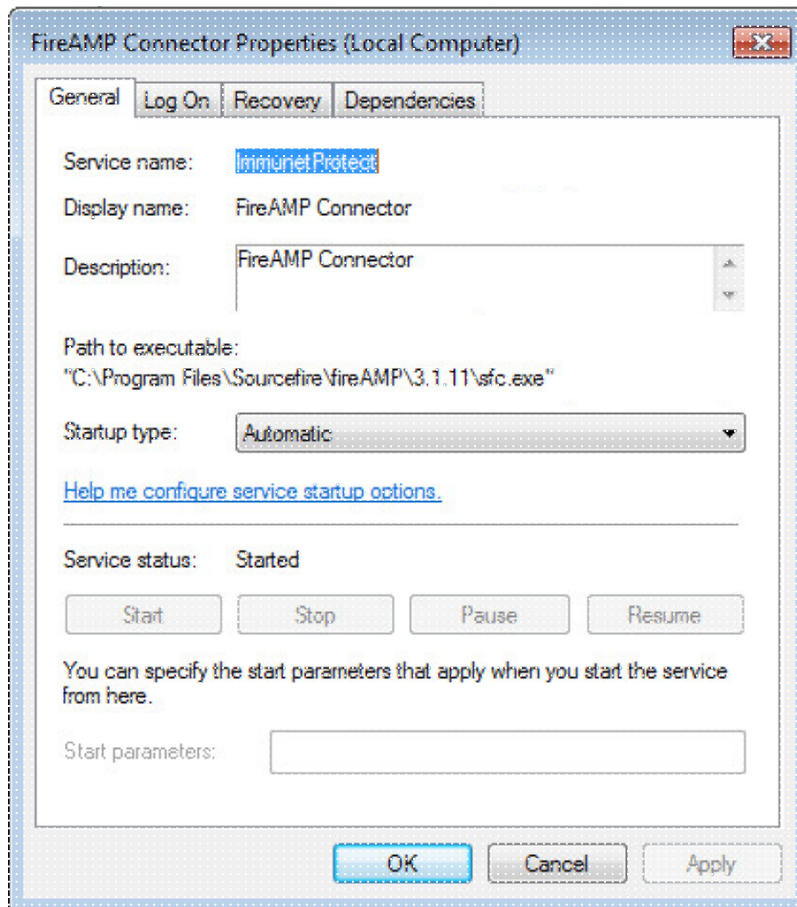 FireAMP Connector Properties (Local Computer)
General Log On Recovery Dependencies
Service name: ImmunetProtect
Display name: FireAMP Connector
Description: FireAMP Connector
Path to executable:
"C:\Program Files\Sourcefire\fireAMP\3.1.11\sfc.exe"
Startup type: Automatic
Help me configure service startup options.
Service status: Started
Start Stop Pause Resume
You can specify the start parameters that apply when you start the service
from here.
Start parameters:
OK Cancel Apply